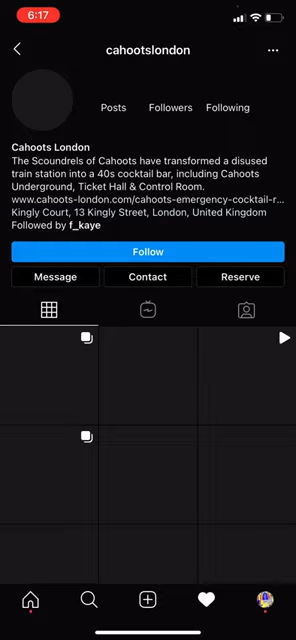 6:17
cahootslondon
Posts Followers Following
Cahoots London
The Scoundrels of Cahoots have transformed a disused
train station into a 40s cocktail bar, including Cahoots
Underground, Ticket Hall & Control Room.
www.cahoots-london.com/cahoots-emergency-cocktail-r...
Kingly Court, 13 Kingly Street, London, United Kingdom
Followed by f_kaye
Follow
Message Contact Reserve